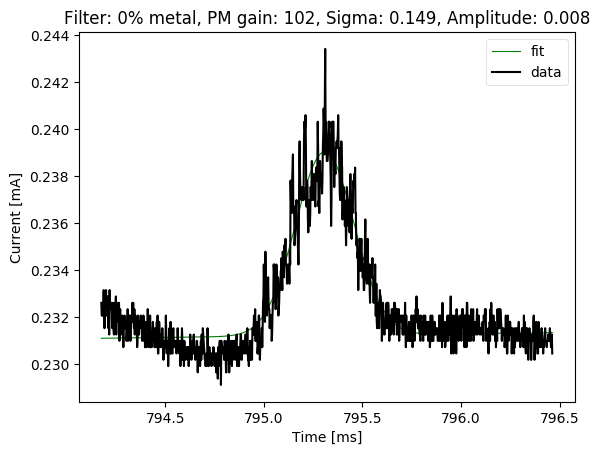 Filter: 0% metal, PM gain: 102, Sigma: 0.149, Amplitude: 0.008
0.244
0.242
0.240
0.238
0.236
0.234
0.232
0.230
Current [mA]
fit
data
794.5 795.0 795.5 796.0 796.5
Time [ms]